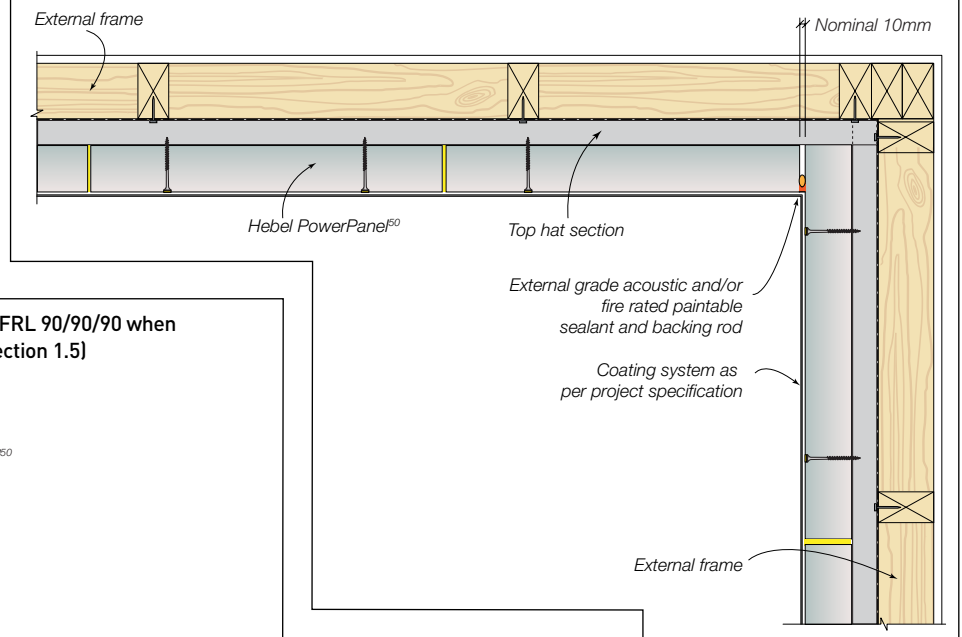 External frame
Nominal 10mm
Hebel PowerPanel⁵⁰
Top hat section
External grade acoustic and/or
fire rated paintable
sealant and backing rod
FRL 90/90/90 when
ection 1.5)
Coating system as
per project specification
50
External frame